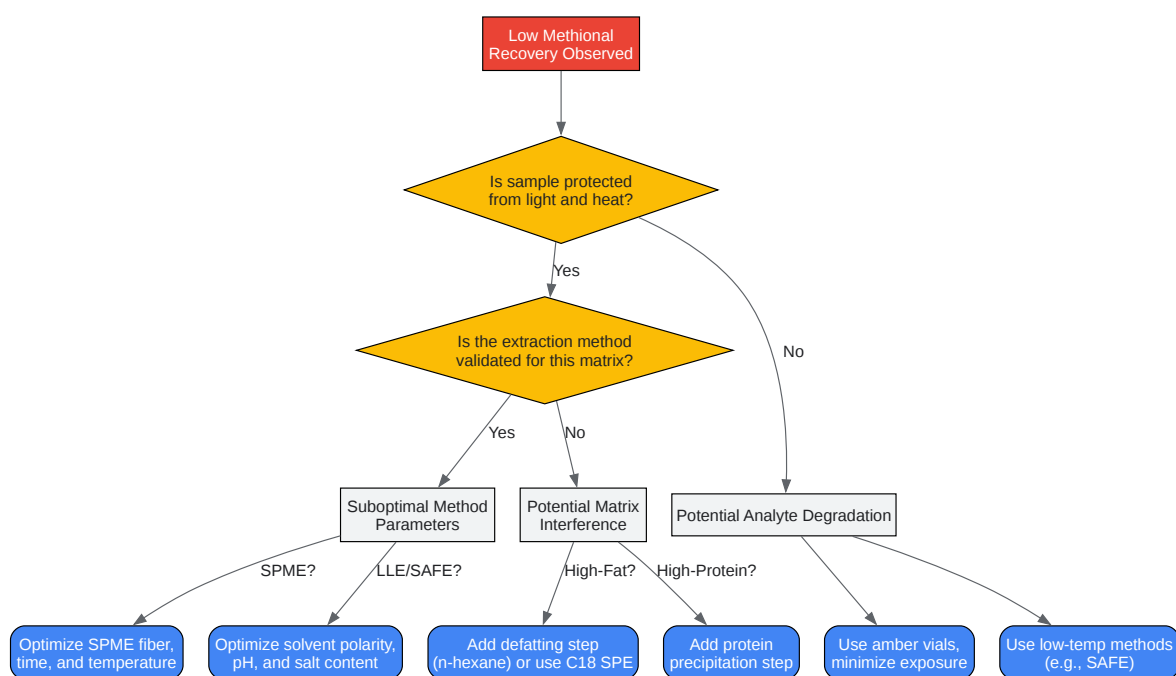 Low Methional
Recovery Observed
Is sample protected
from light and heat?
Yes
Is the extraction method
validated for this matrix?
No
Yes
No
Suboptimal Method
Parameters
Potential Matrix
Interference
Potential Analyte Degradation
SPME?
LLE/SAFE?
High-Fat?
High-Protein?
Optimize SPME fiber,
time, and temperature
Optimize solvent polarity,
pH, and salt content
Add defatting step
(n-hexane) or use C18 SPE
Add protein
precipitation step
Use amber vials,
minimize exposure
Use low-temp methods
(e.g., SAFE)